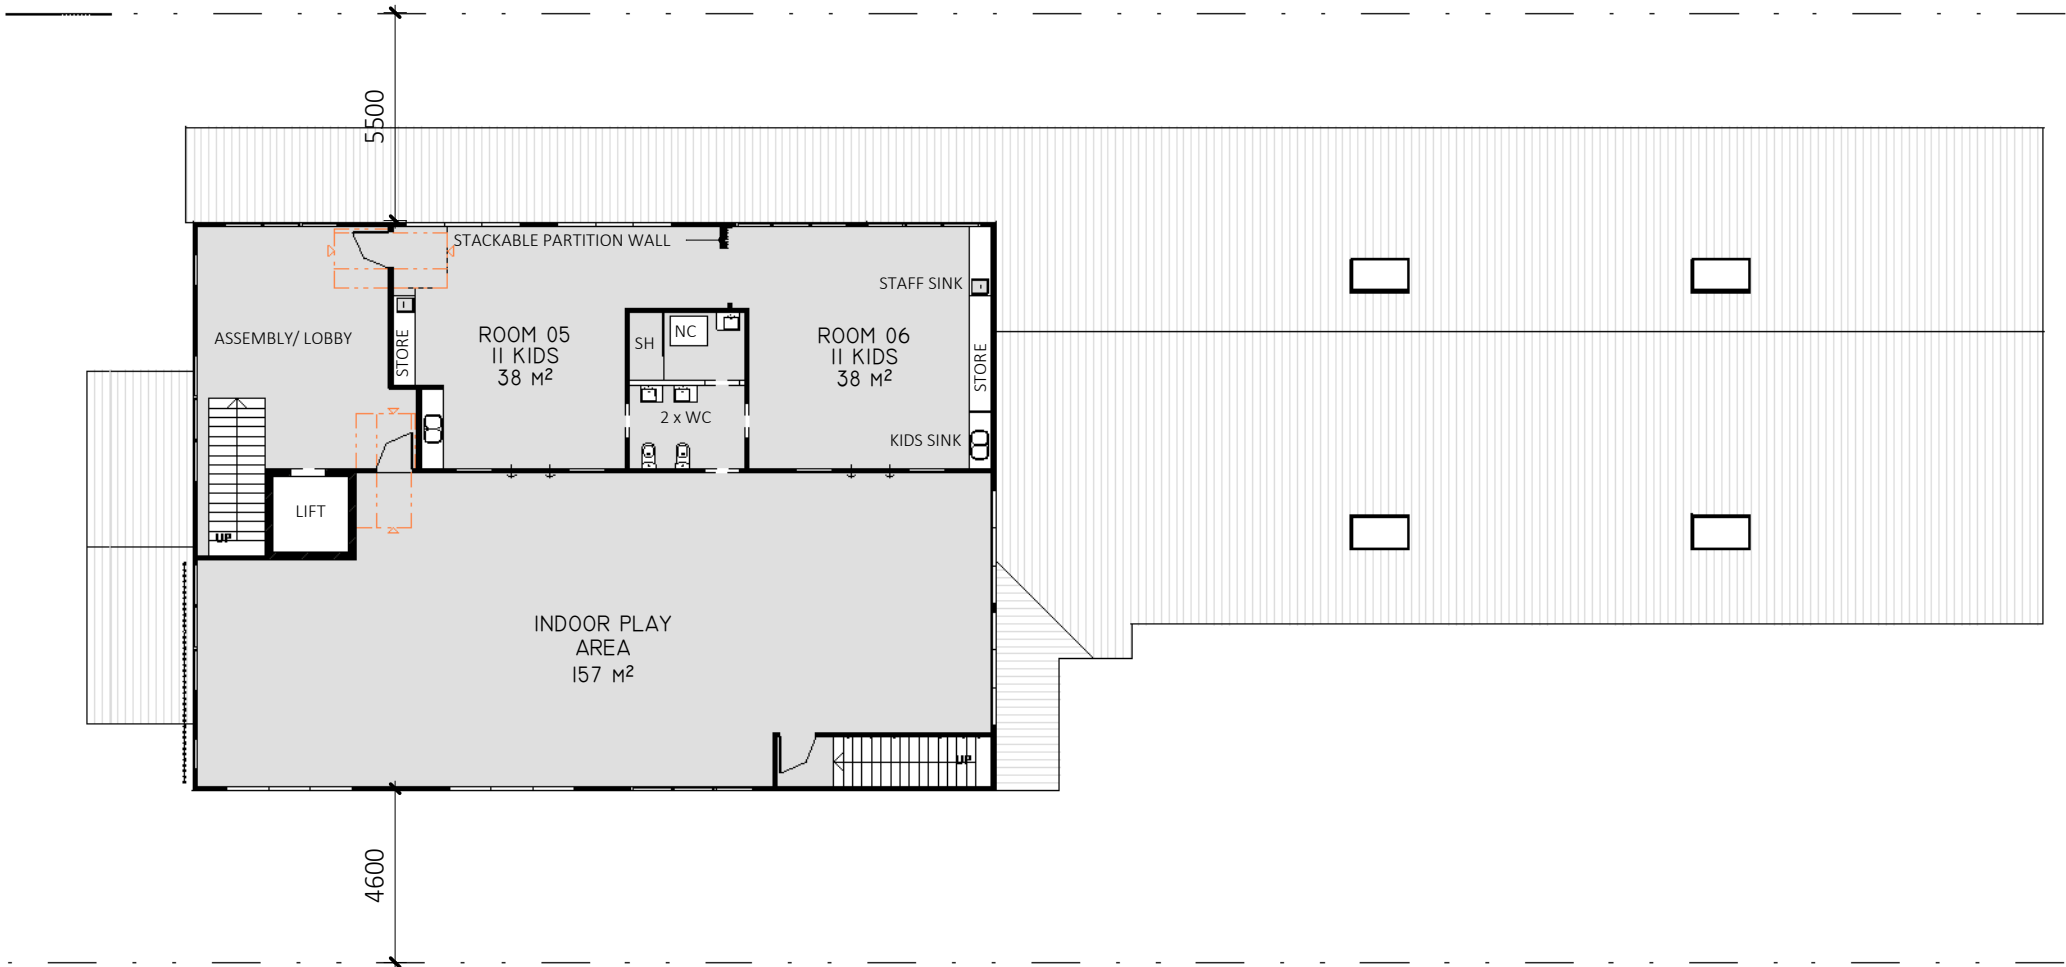 5500
STACKABLE PARTITION WALL
STAFF SINK
ASSEMBLY/ LOBBY
STORE
ROOM 05
11 KIDS
38 M²
SH
NC
ROOM 06
11 KIDS
38 M²
STORE
2 x WC
KIDS SINK
LIFT
UP
INDOOR PLAY
AREA
157 M²
UP
4600